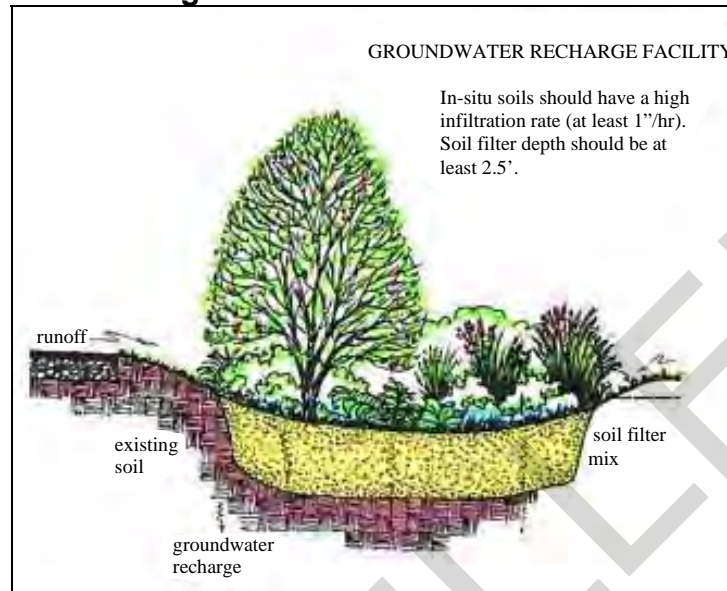 GROUNDWATER RECHARGE FACILITY
In-situ soils should have a high
infiltration rate (at least 1”/hr).
Soil filter depth should be at
least 2.5’.
runoff
existing
soil
soil filter
mix
groundwater
recharge